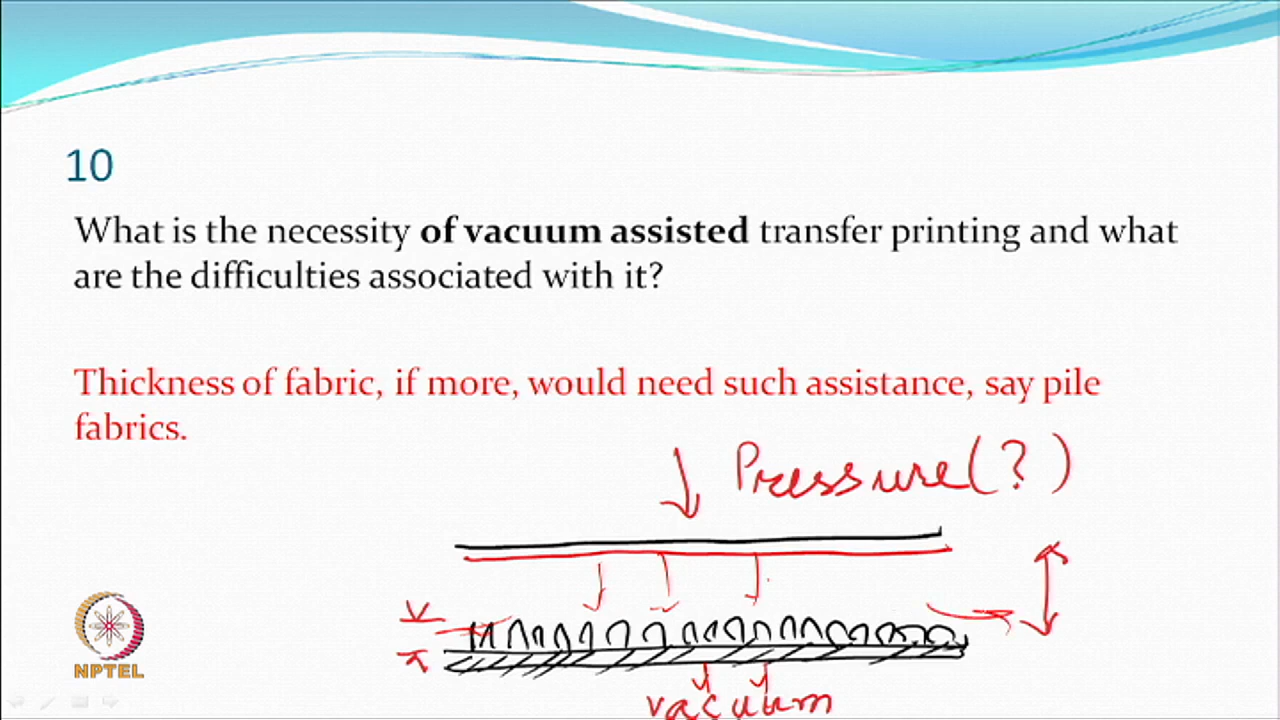 10
What is the necessity of vacuum assisted transfer printing and what
are the difficulties associated with it?
Thickness of fabric, if more, would need such assistance, say pile
fabrics.
Pressure(?)
vacuum
NPTEL